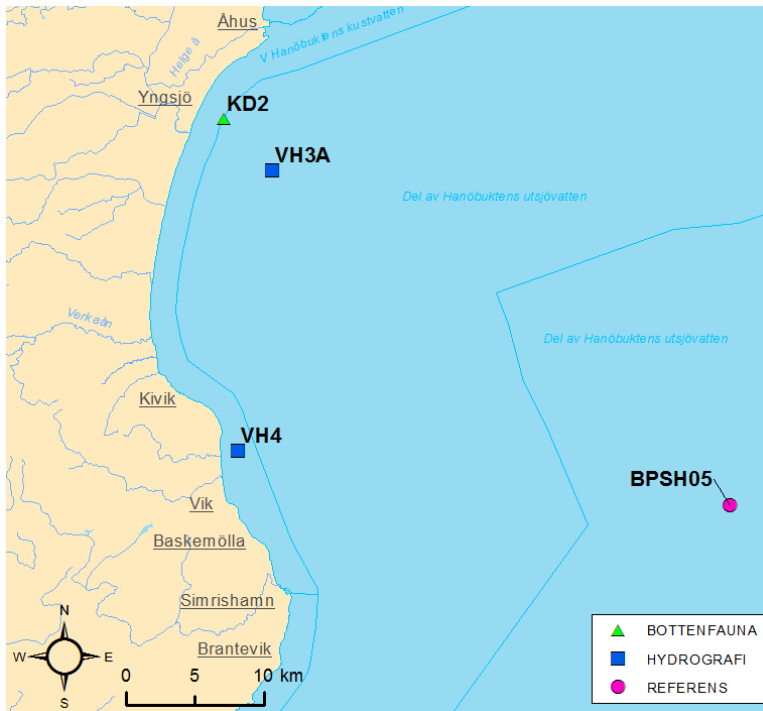 Åhus
V Hanöbuktens kustvatten
Helge å
Yngsjö
KD2
VH3A
Del av Hanöbuktens utsjövatten
Verkaån
Del av Hanöbuktens utsjövatten
Kivik
VH4
BPSH05
Vik
Baskemölla
Simrishamn
Brantevik
N
W E
S
0 5 10 km
BOTTENFAUNA
HYDROGRAFI
REFERENS